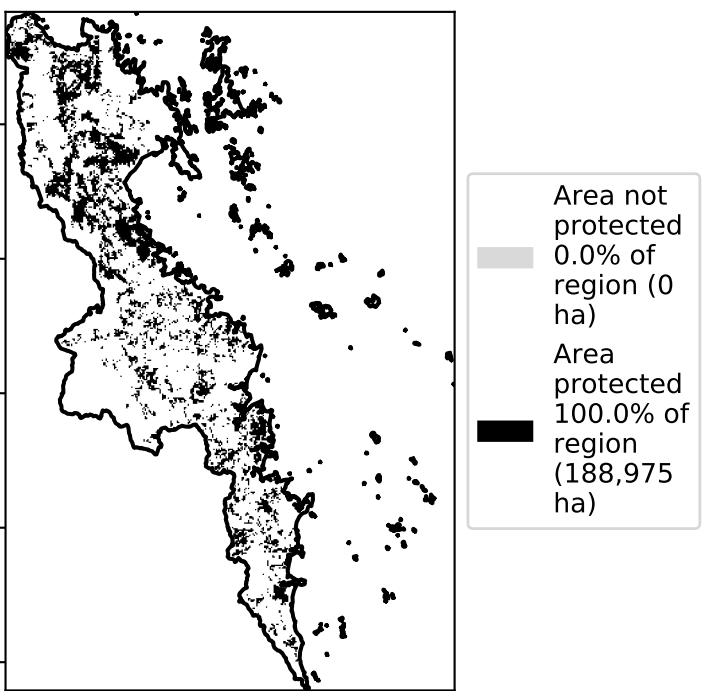 Area not
protected
0.0% of
region (0
ha)
Area
protected
100.0% of
region
(188,975
ha)